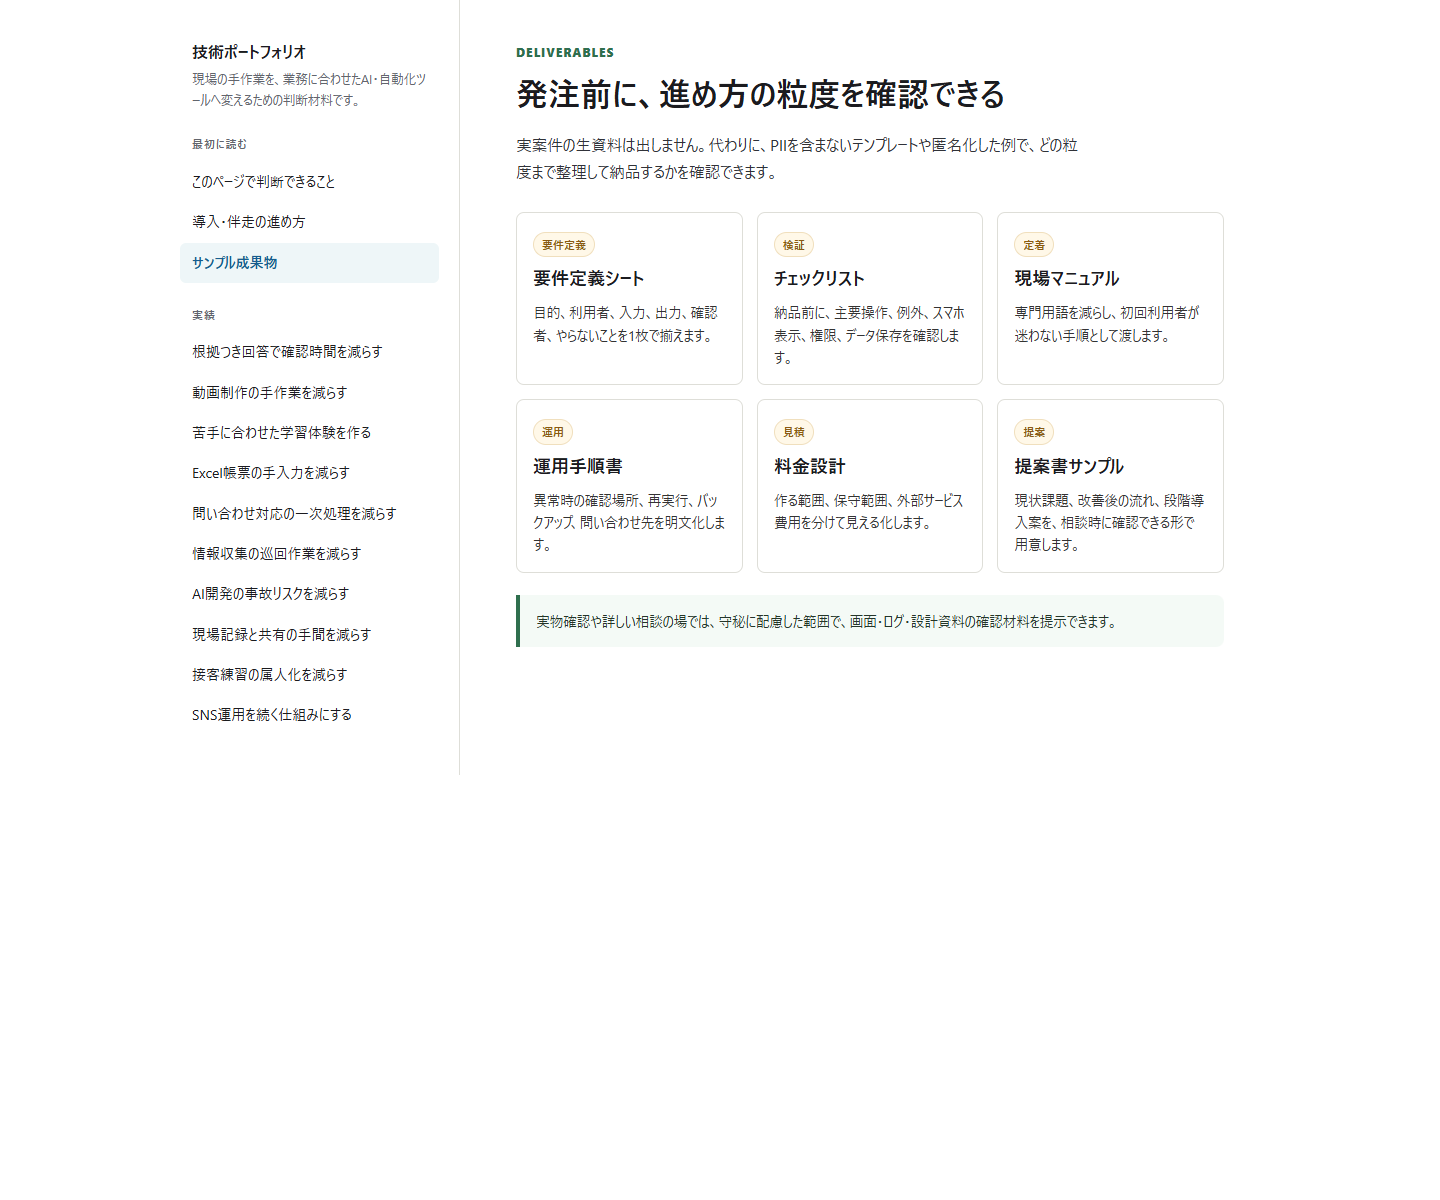 技術ポートフォリオ
現場の手作業を、業務に合わせたAI・自動化ツ
ールへ変えるための判断材料です。
最初に読む
このページで判断できること
導入・伴走の進め方
サンプル成果物
実績
根拠つき回答で確認時間を減らす
動画制作の手作業を減らす
苦手に合わせた学習体験を作る
Excel帳票の手入力を減らす
問い合わせ対応の一次処理を減らす
情報収集の巡回作業を減らす
AI開発の事故リスクを減らす
現場記録と共有の手間を減らす
接客練習の属人化を減らす
SNS運用を続く仕組みにする
DELIVERABLES
発注前に、進め方の粒度を確認できる
実案件の生資料は出しません。代わりに、PIIを含まないテンプレートや匿名化した例で、どの粒
度まで整理して納品するかを確認できます。
要件定義
要件定義シート
目的、利用者、入力、出力、確認
者、やらないことを1枚で揃えます。
検証
チェックリスト
納品前に、主要操作、例外、スマホ
表示、権限、データ保存を確認しま
す。
定着
現場マニュアル
専門用語を減らし、初回利用者が
迷わない手順として渡します。
運用
運用手順書
異常時の確認場所、再実行、バッ
クアップ、問い合わせ先を明文化しま
す。
見積
料金設計
作る範囲、保守範囲、外部サービス
費用を分けて見える化します。
提案
提案書サンプル
現状課題、改善後の流れ、段階導
入案を、相談時に確認できる形で
用意します。
実物確認や詳しい相談の場では、守秘に配慮した範囲で、画面・ログ・設計資料の確認材料を提示できます。